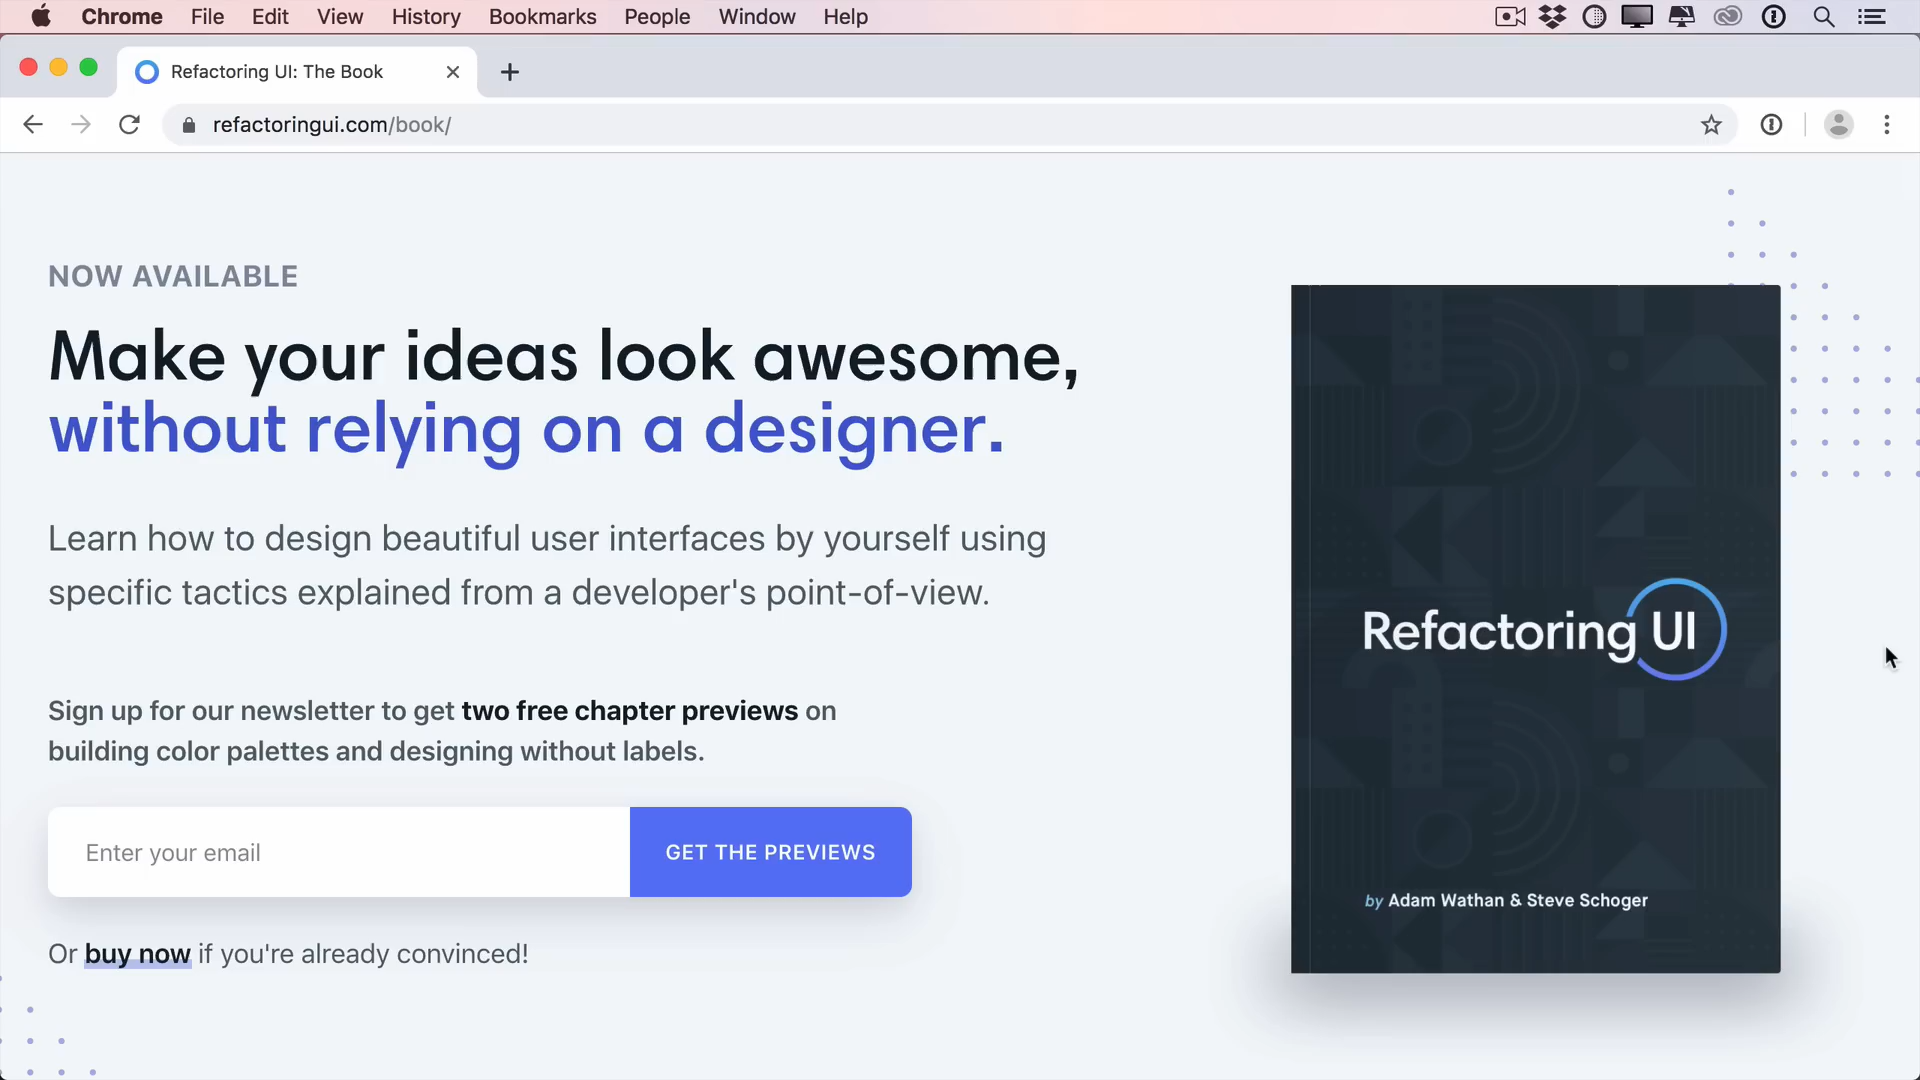 Chrome File Edit View History Bookmarks People Window Help
Refactoring UI: The Book
refactoringui.com/book/
NOW AVAILABLE
Make your ideas look awesome,
without relying on a designer.
Learn how to design beautiful user interfaces by yourself using
specific tactics explained from a developer's point-of-view.
Sign up for our newsletter to get two free chapter previews on
building color palettes and designing without labels.
Enter your email
GET THE PREVIEWS
Or buy now if you're already convinced!
Refactoring UI
by Adam Wathan & Steve Schoger